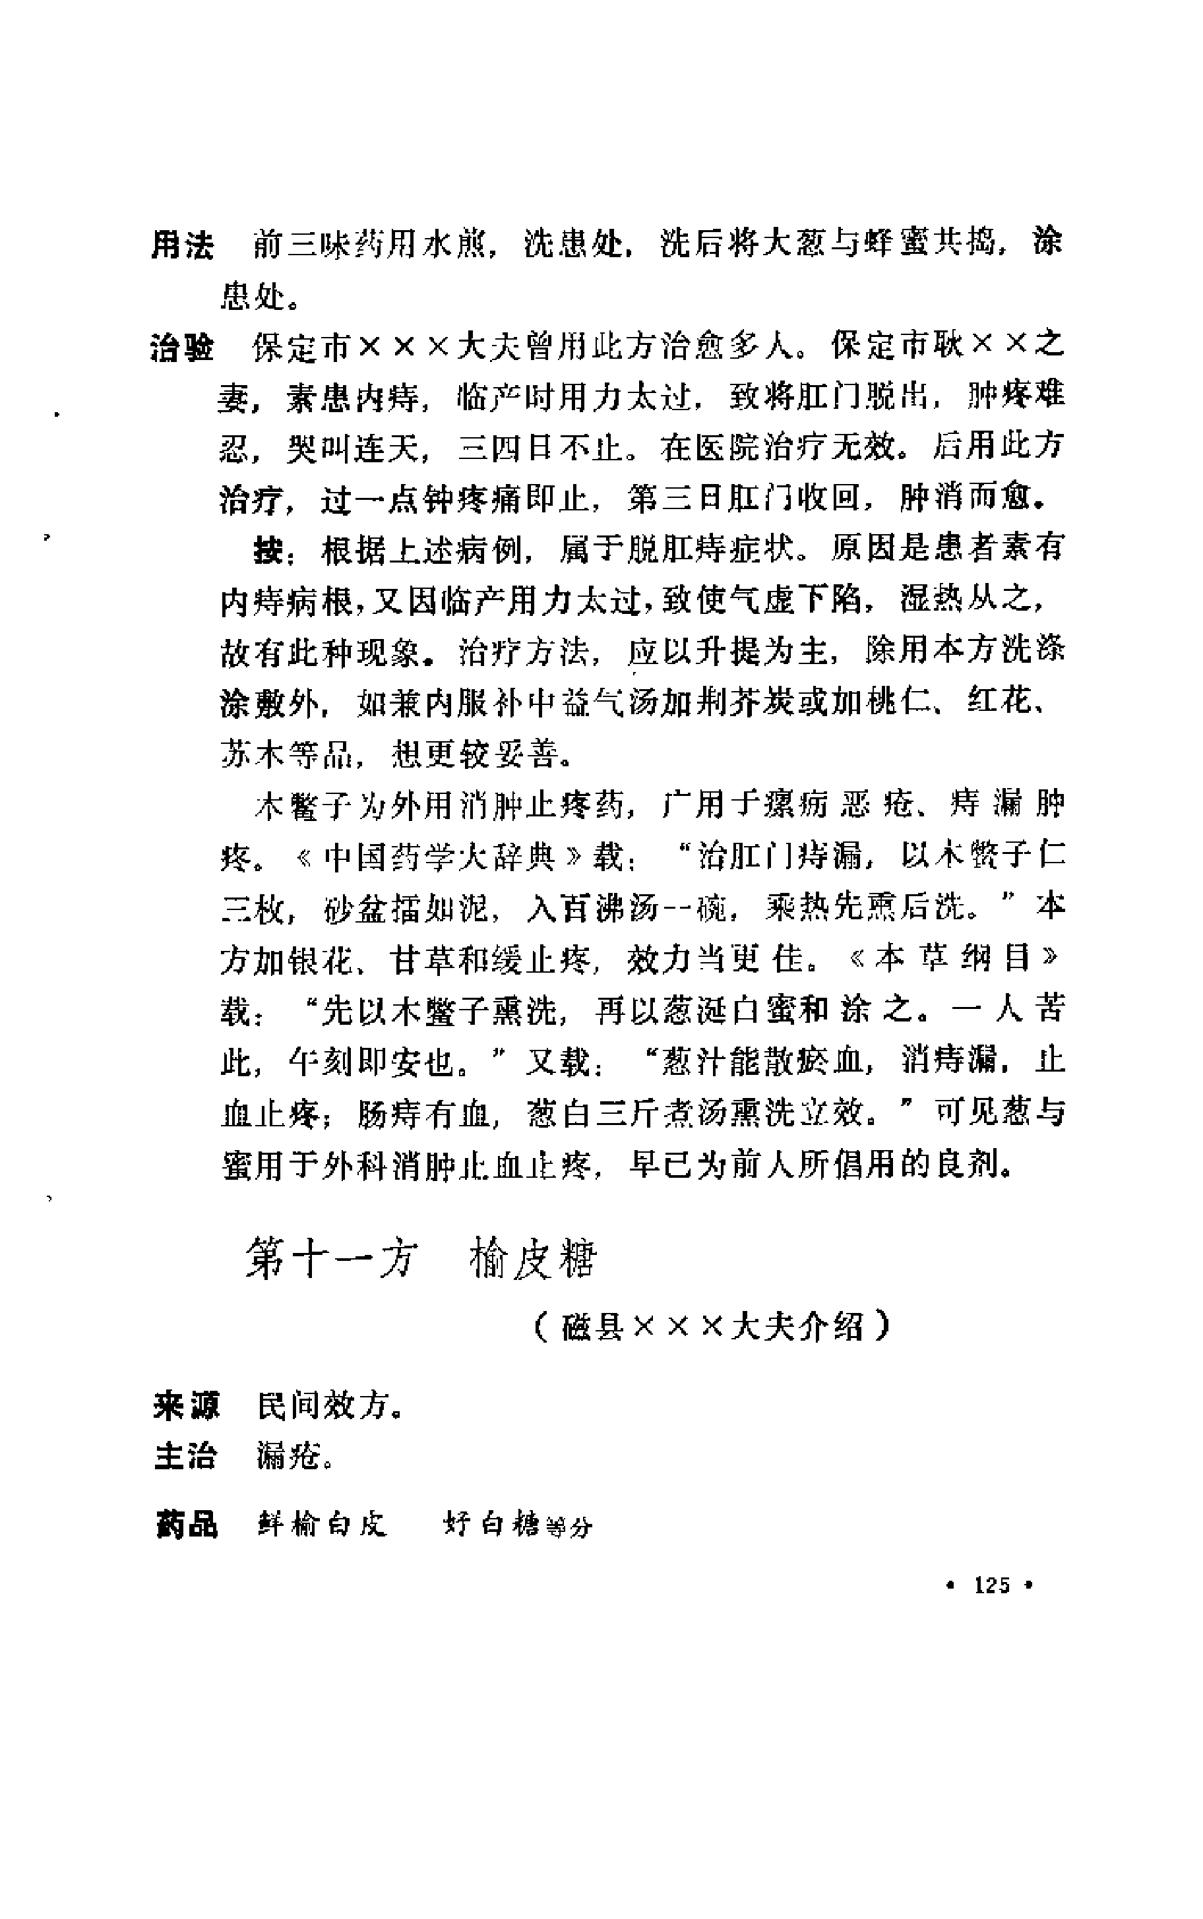 用法　前三味药用水煎，洗患处，洗后将大葱与蜂蜜共捣，涂
患处。
治验　保定市×××大夫曾用此方治愈多人。保定市耿××之
妻，素患内痔，临产时用力太过，致将肛门脱出，肿疼难
忍，哭叫连天，三四日不止。在医院治疗无效。后用此方
治疗，过一点钟疼痛即止，第三日肛门收回，肿消而愈。
按：根据上述病例，属于脱肛痔症状。原因是患者素有
内痔病根，又因临产用力太过，致使气虚下陷，湿热从之，
故有此种现象。治疗方法，应以升提为主，除用本方洗涤
涂敷外，如兼内服补中益气汤加荆芥炭或加桃仁、红花、
苏木等品，想更较妥善。
木鳖子为外用消肿止疼药，广用于瘰疬恶疮、痔漏肿
疼。《中国药学大辞典》载：“治肛门痔漏，以木鳖子仁
三枚，砂盆擂如泥，入百沸汤一碗，乘热先熏后洗。”本
方加银花、甘草和缓止疼，效力当更佳。《本草纲目》
载：“先以木鳖子熏洗，再以葱涎白蜜和涂之。一人苦
此，午刻即安也。”又载：“葱汁能散瘀血，消痔漏，止
血止疼；肠痔有血，葱白三斤煮汤熏洗立效。”可见葱与
蜜用于外科消肿止血止疼，早已为前人所倡用的良剂。
第十一方　榆皮糖
（磁县×××大夫介绍）
来源　民间效方。
主治　漏疮。
药品　鲜榆白皮　好白糖等分
• 125 •